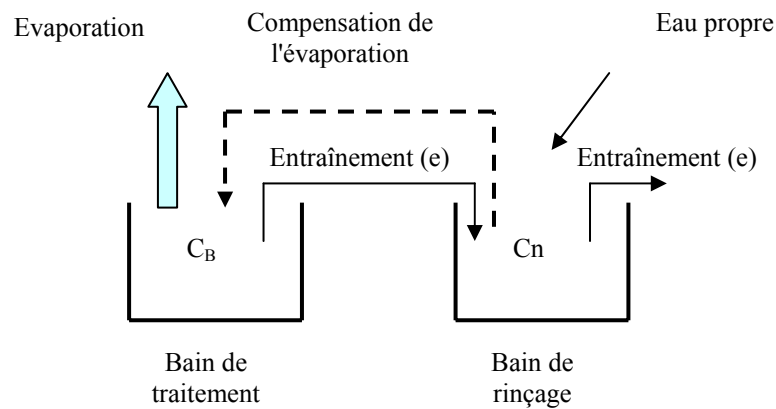 Evaporation
Compensation de
l'évaporation
Eau propre
Entraînement (e)
Entraînement (e)
C_B
Cn
Bain de
traitement
Bain de
rinçage